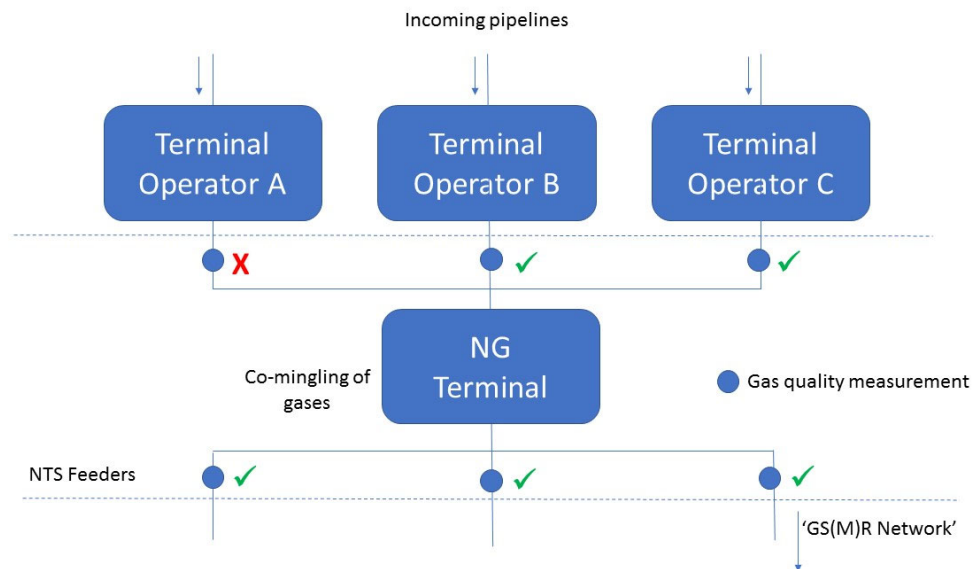 Incoming pipelines
Terminal
Operator A
Terminal
Operator B
Terminal
Operator C
X
✓
✓
NG
Terminal
Co-mingling of
gases
Gas quality measurement
NTS Feeders
✓
✓
✓
‘GS(M)R Network’